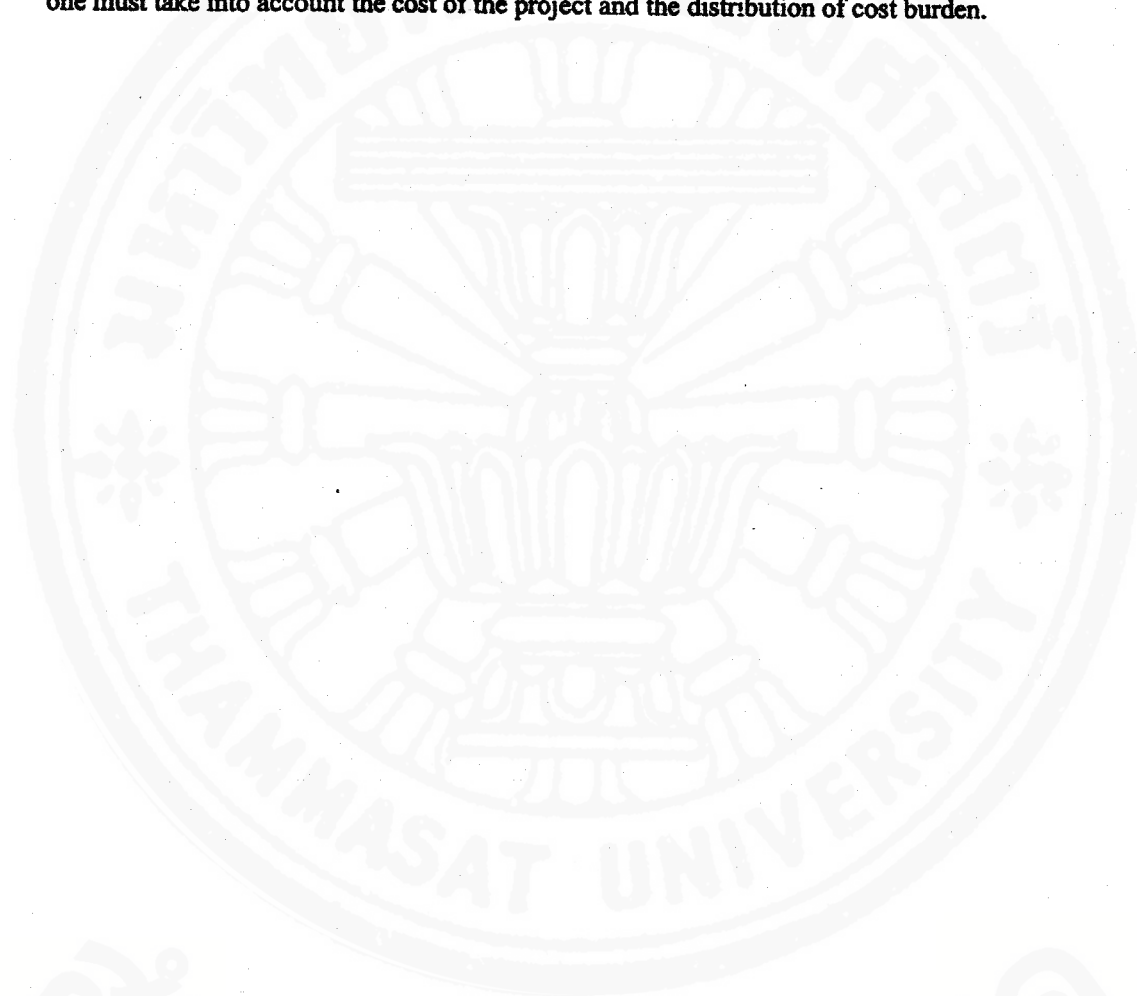 one must take into account the cost of the project and the distribution of cost burden.
THAMMASAT UNIVERSITY